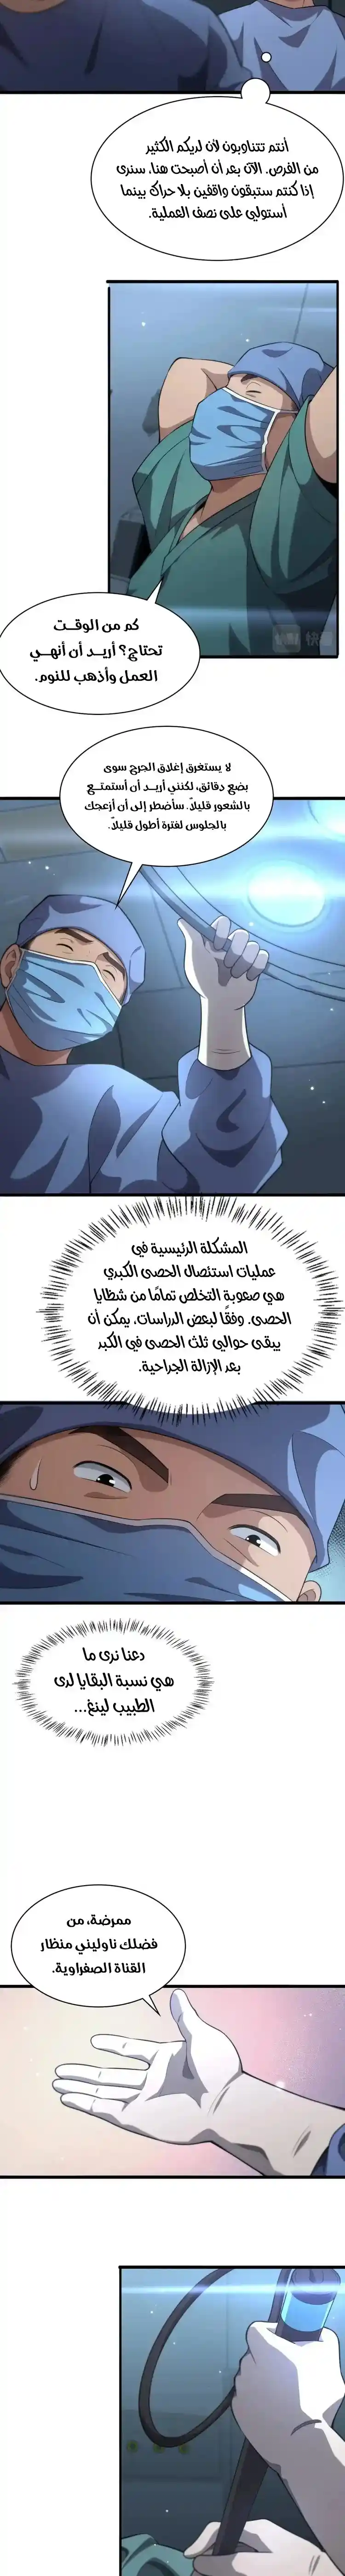 أنتم تتناوبون لأن لديكم الكثير
من الفرص. الآن بعد أن أصبحت هنا، سنرى
إذا كنتم ستبقون واقفين بلا حراك بينما
أستولي على نصف العملية.
كم من الوقت
تحتاج؟ أريد أن أنهي
العمل وأذهب للنوم.
لا يستغرق إغلاق الجرح سوى
بضع دقائق، لكنني أريد أن أستمتع
بالشعور قليلاً. سأضطر إلى أن أزعجك
بالجلوس لفترة أطول قليلاً.
المشكلة الرئيسية في
عمليات استئصال الحصى الكبدي
هي صعوبة التخلص تمامًا من شظايا
الحصى. وفقًا لبعض الدراسات، يمكن أن
يبقى حوالي ثلث الحصى في الكبد
بعد الإزالة الجراحية.
دعنا نرى ما
هي نسبة البقايا لدى
الطبيب لينغ...
ممرضة، من
فضلك ناوليني منظار
القناة الصفراوية.